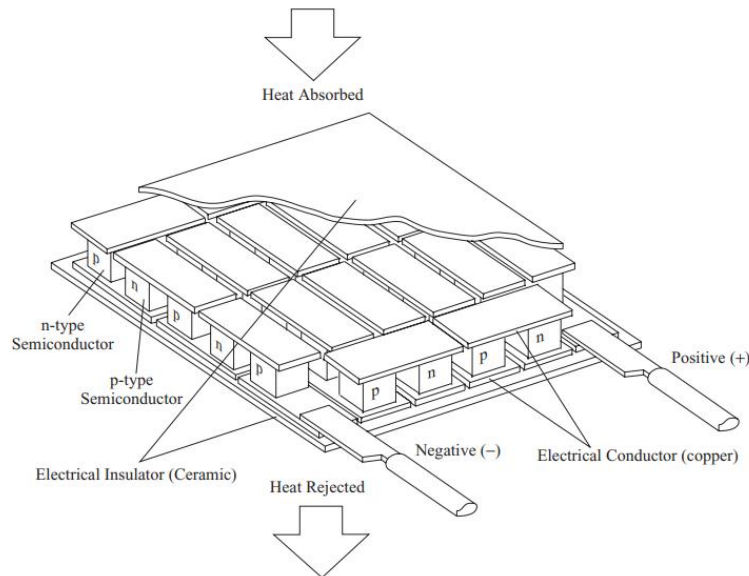 Heat Absorbed
p
n
p
n
p
p
n
p
n
n-type
Semiconductor
p-type
Semiconductor
Positive (+)
Negative (−)
Electrical Insulator (Ceramic)
Electrical Conductor (copper)
Heat Rejected